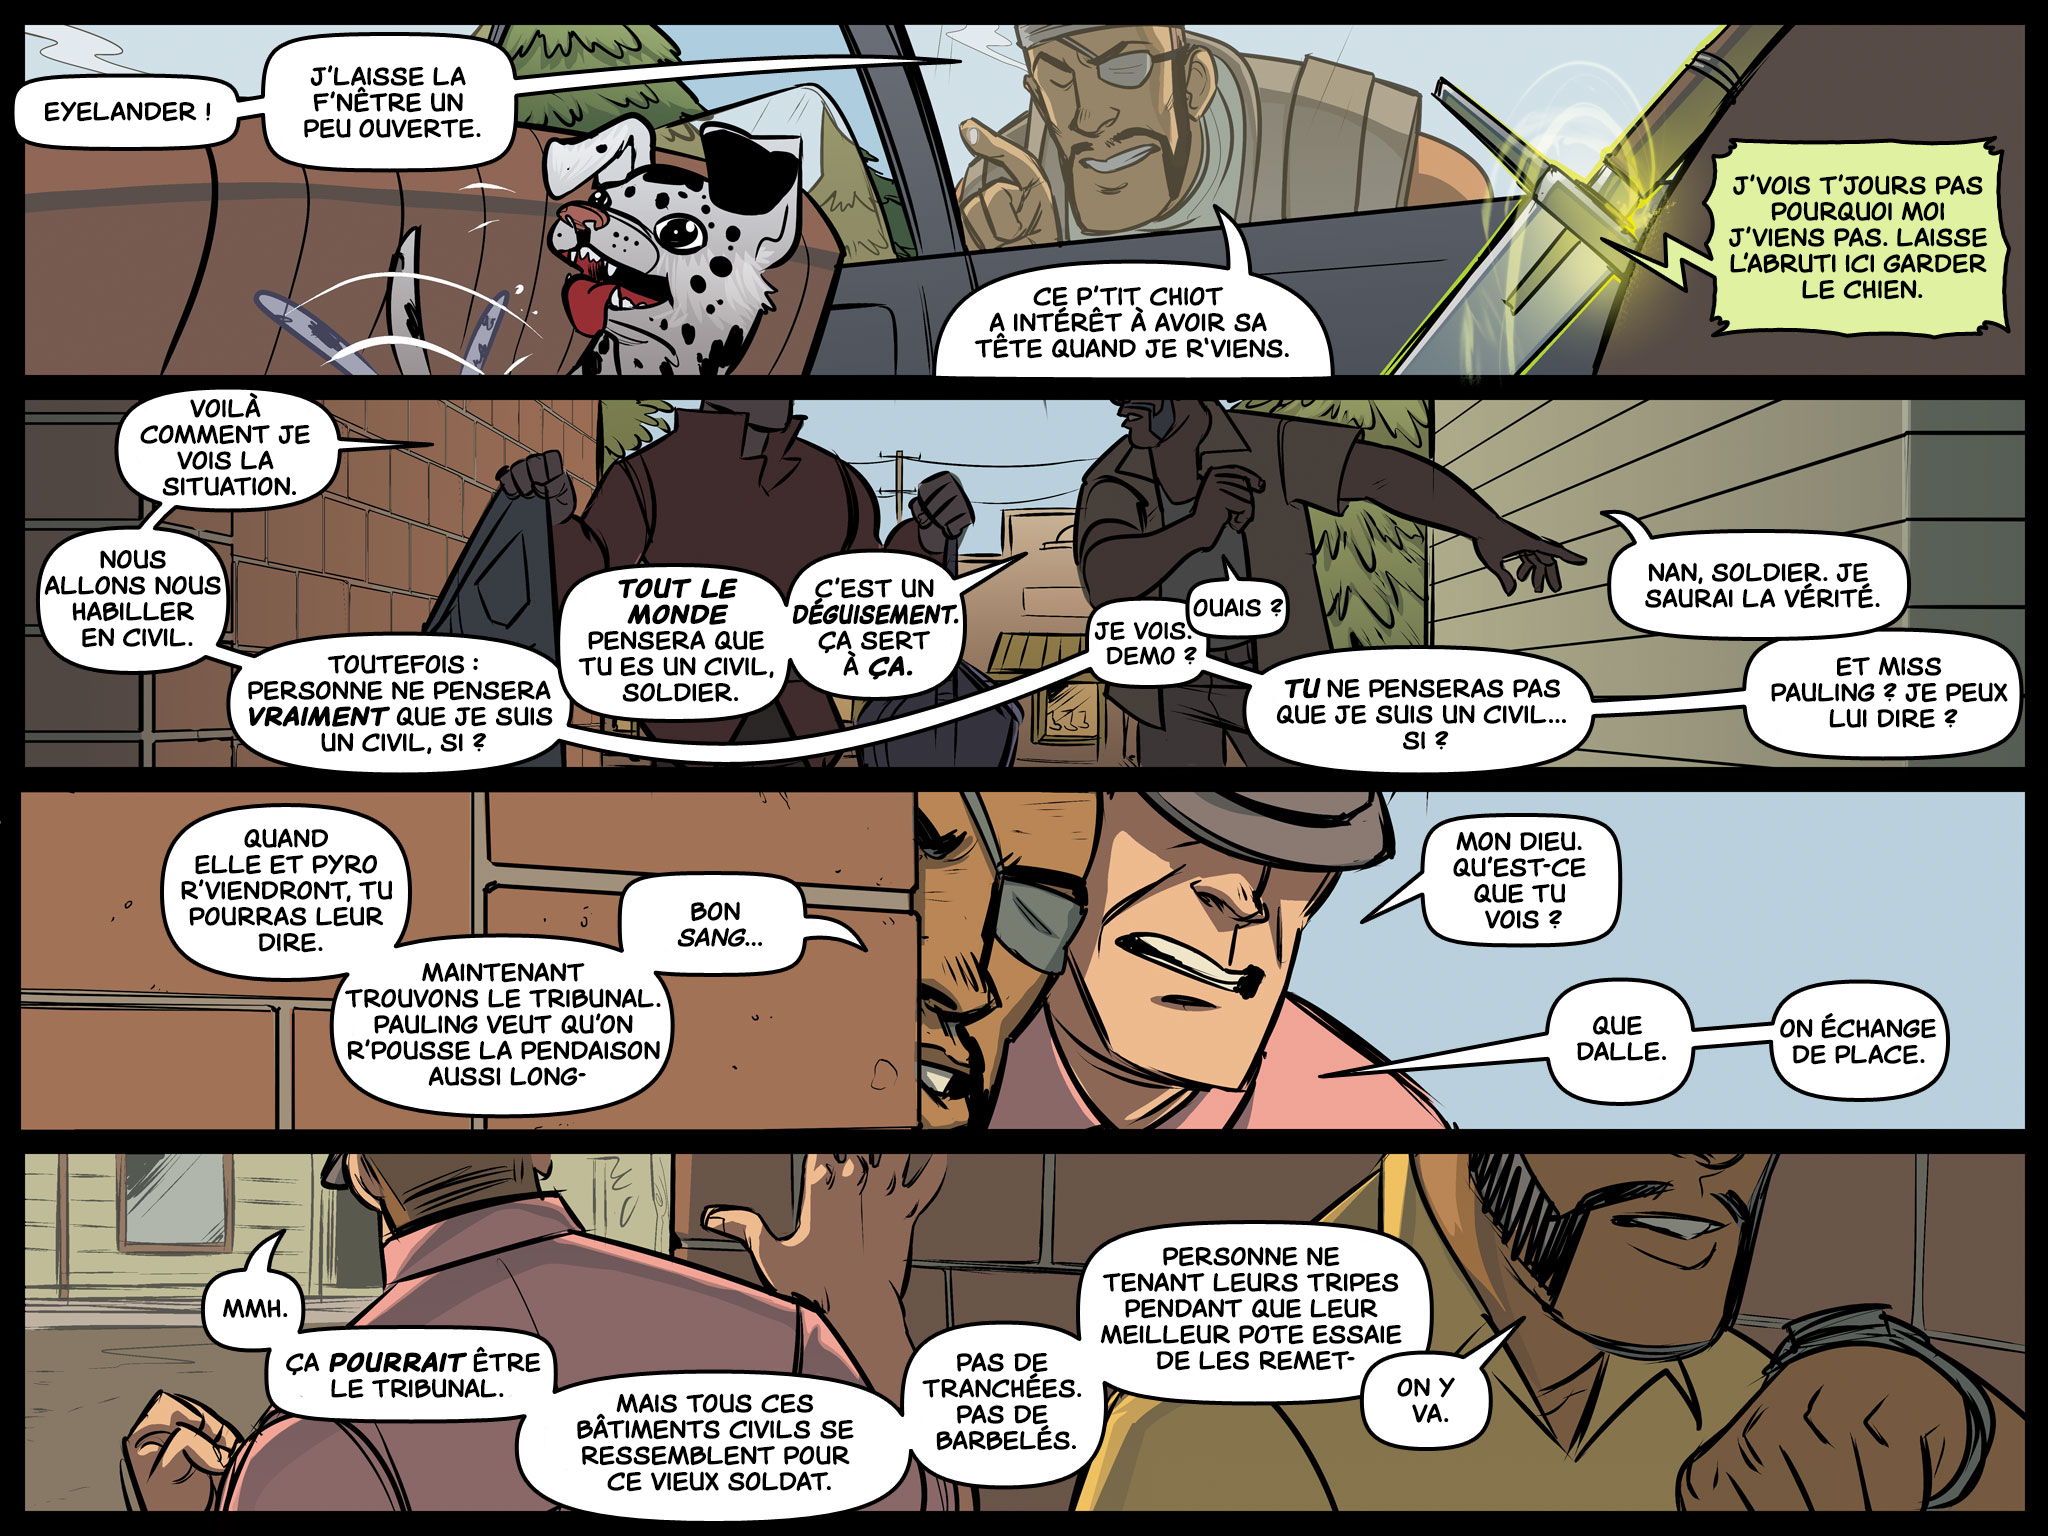 EYELANDER !
J'LAISSE LA
F'NÊTRE UN
PEU OUVERTE.
CE P'TIT CHIOT
A INTÉRÊT À AVOIR SA
TÊTE QUAND JE R'VIENS.
J'VOIS T'JOURS PAS
POURQUOI MOI
J'VIENS PAS. LAISSE
L'ABRUTI ICI GARDER
LE CHIEN.
VOILÀ
COMMENT JE
VOIS LA
SITUATION.
NOUS
ALLONS NOUS
HABILLER
EN CIVIL.
TOUTEFOIS :
PERSONNE NE PENSERA
VRAIMENT QUE JE SUIS
UN CIVIL, SI ?
TOUT LE
MONDE
PENSERA QUE
TU ES UN CIVIL,
SOLDIER.
C'EST UN
DÉGUISEMENT.
ÇA SERT
À ÇA.
JE VOIS.
DEMO ?
OUAIS ?
TU NE PENSERAS PAS
QUE JE SUIS UN CIVIL...
SI ?
NAN, SOLDIER. JE
SAURAI LA VÉRITÉ.
ET MISS
PAULING ? JE PEUX
LUI DIRE ?
QUAND
ELLE ET PYRO
R'VIENDRONT, TU
POURRAS LEUR
DIRE.
MAINTENANT
TROUVONS LE TRIBUNAL.
PAULING VEUT QU'ON
R'POUSSE LA PENDAISON
AUSSI LONG-
BON
SANG...
MON DIEU.
QU'EST-CE
QUE TU
VOIS ?
QUE
DALLE.
ON ÉCHANGE
DE PLACE.
MMH.
ÇA POURRAIT ÊTRE
LE TRIBUNAL.
MAIS TOUS CES
BÂTIMENTS CIVILS SE
RESSEMBLENT POUR
CE VIEUX SOLDAT.
PAS DE
TRANCHÉES.
PAS DE
BARBELÉS.
PERSONNE NE
TENANT LEURS TRIPES
PENDANT QUE LEUR
MEILLEUR POTE ESSAIE
DE LES REMET-
ON Y
VA.